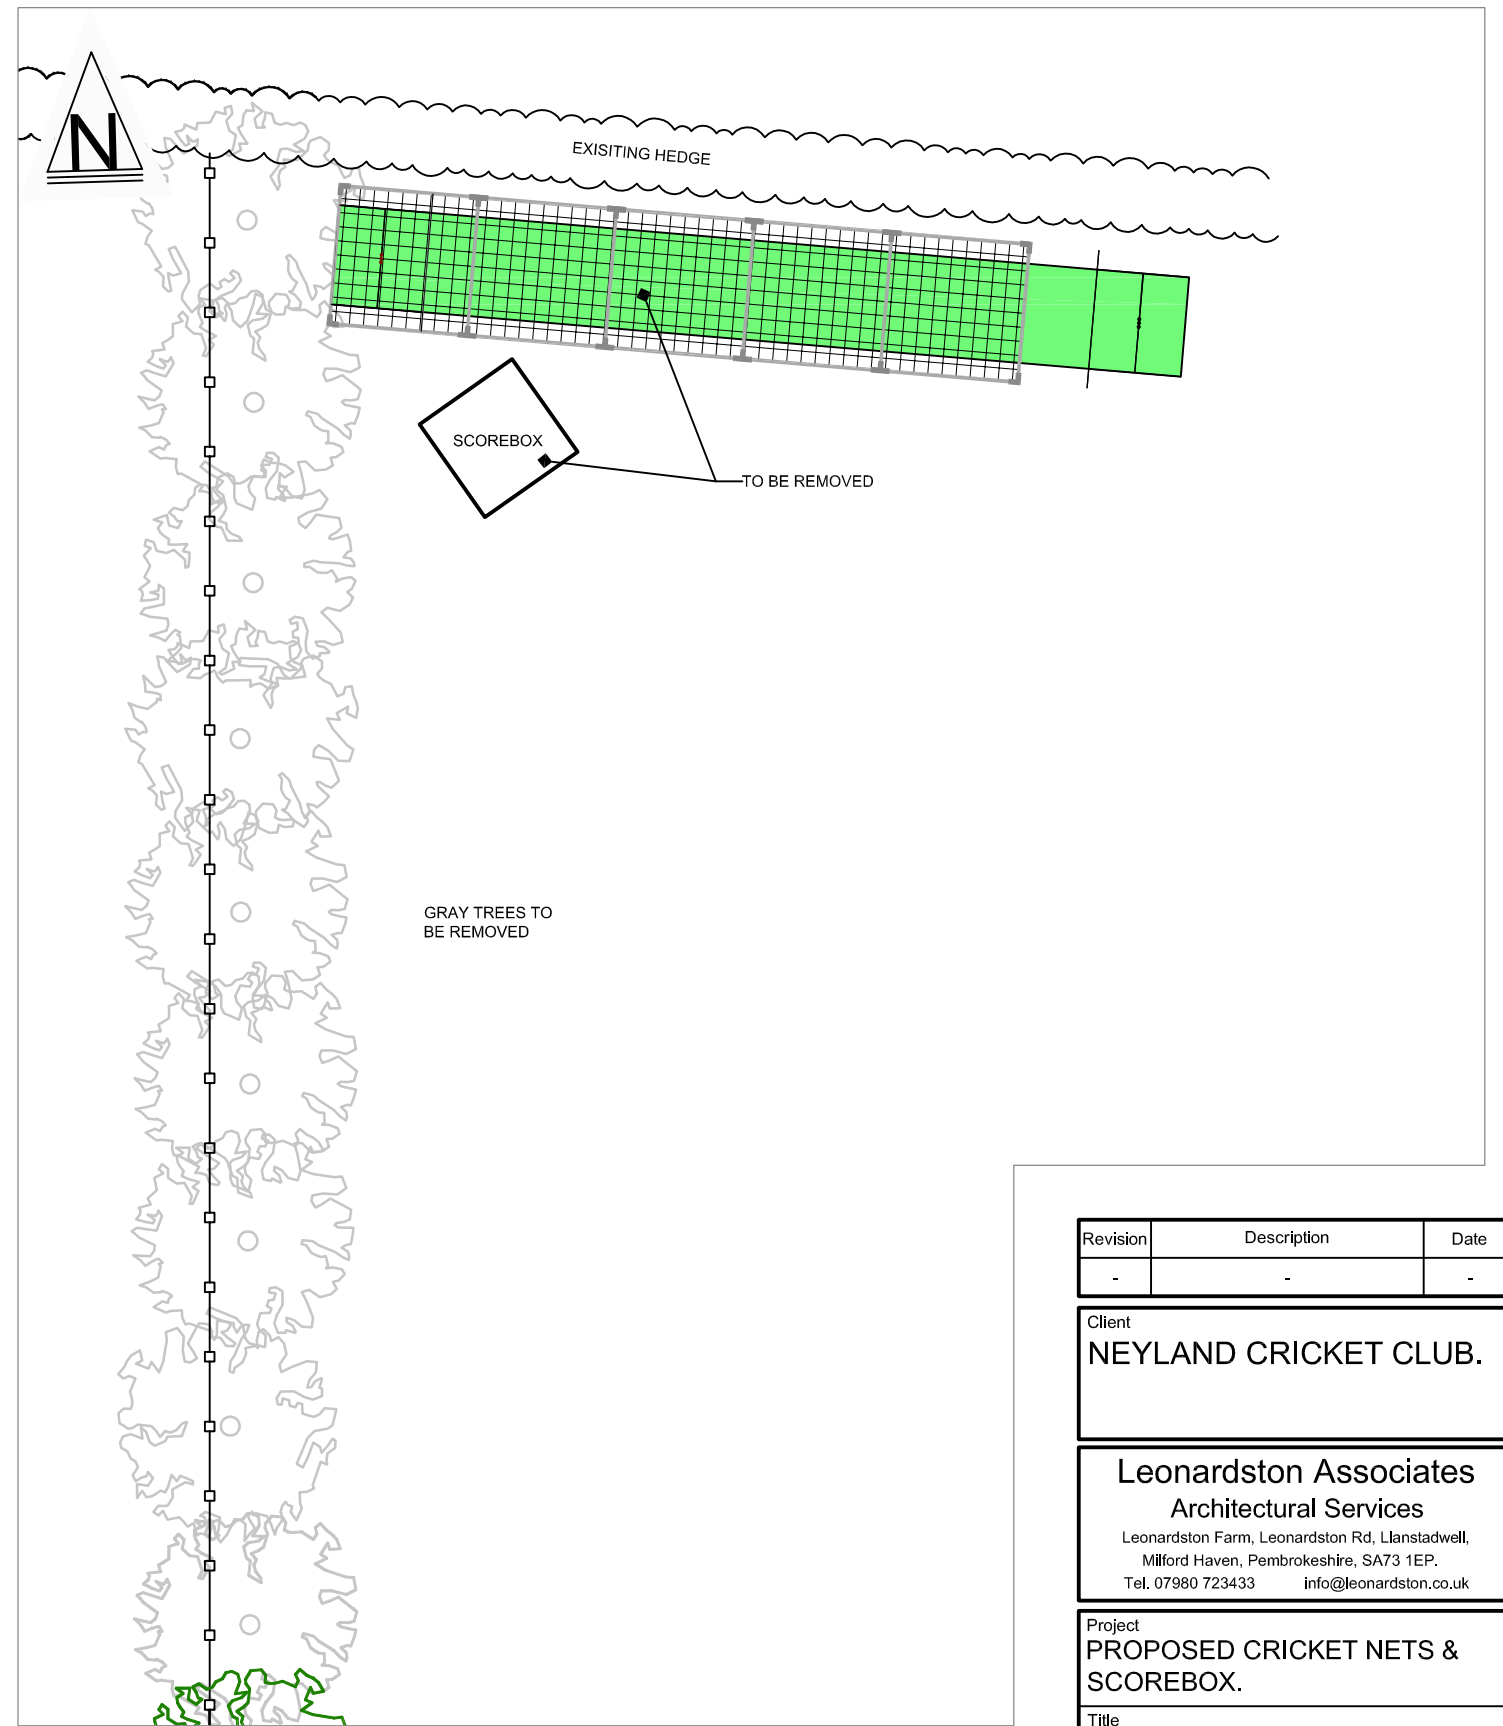 N
EXISITING HEDGE
SCOREBOX
TO BE REMOVED
GRAY TREES TO
BE REMOVED
Revision Description Date
- - -
Client
NEYLAND CRICKET CLUB.
Leonardston Associates
Architectural Services
Leonardston Farm, Leonardston Rd, Llanstadwell,
Milford Haven, Pembrokeshire, SA73 1EP.
Tel. 07980 723433 info@leonardston.co.uk
Project
PROPOSED CRICKET NETS &
SCOREBOX.
Title